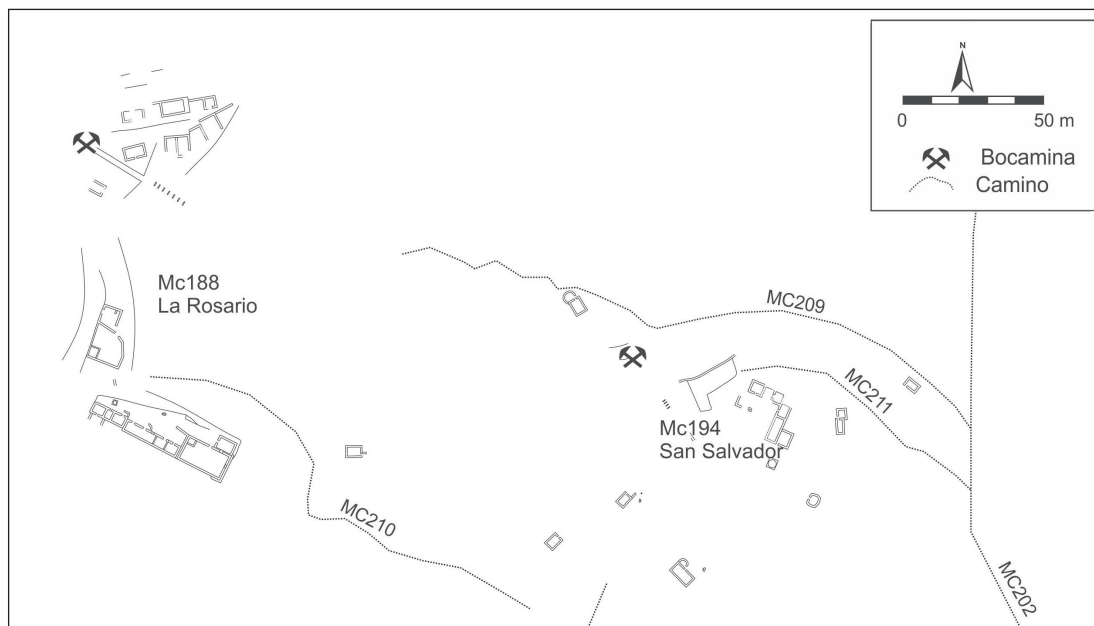 N
0
50 m
Bocamina
Camino
Mc188
La Rosario
MC209
MC211
Mc194
San Salvador
MC210
MC202